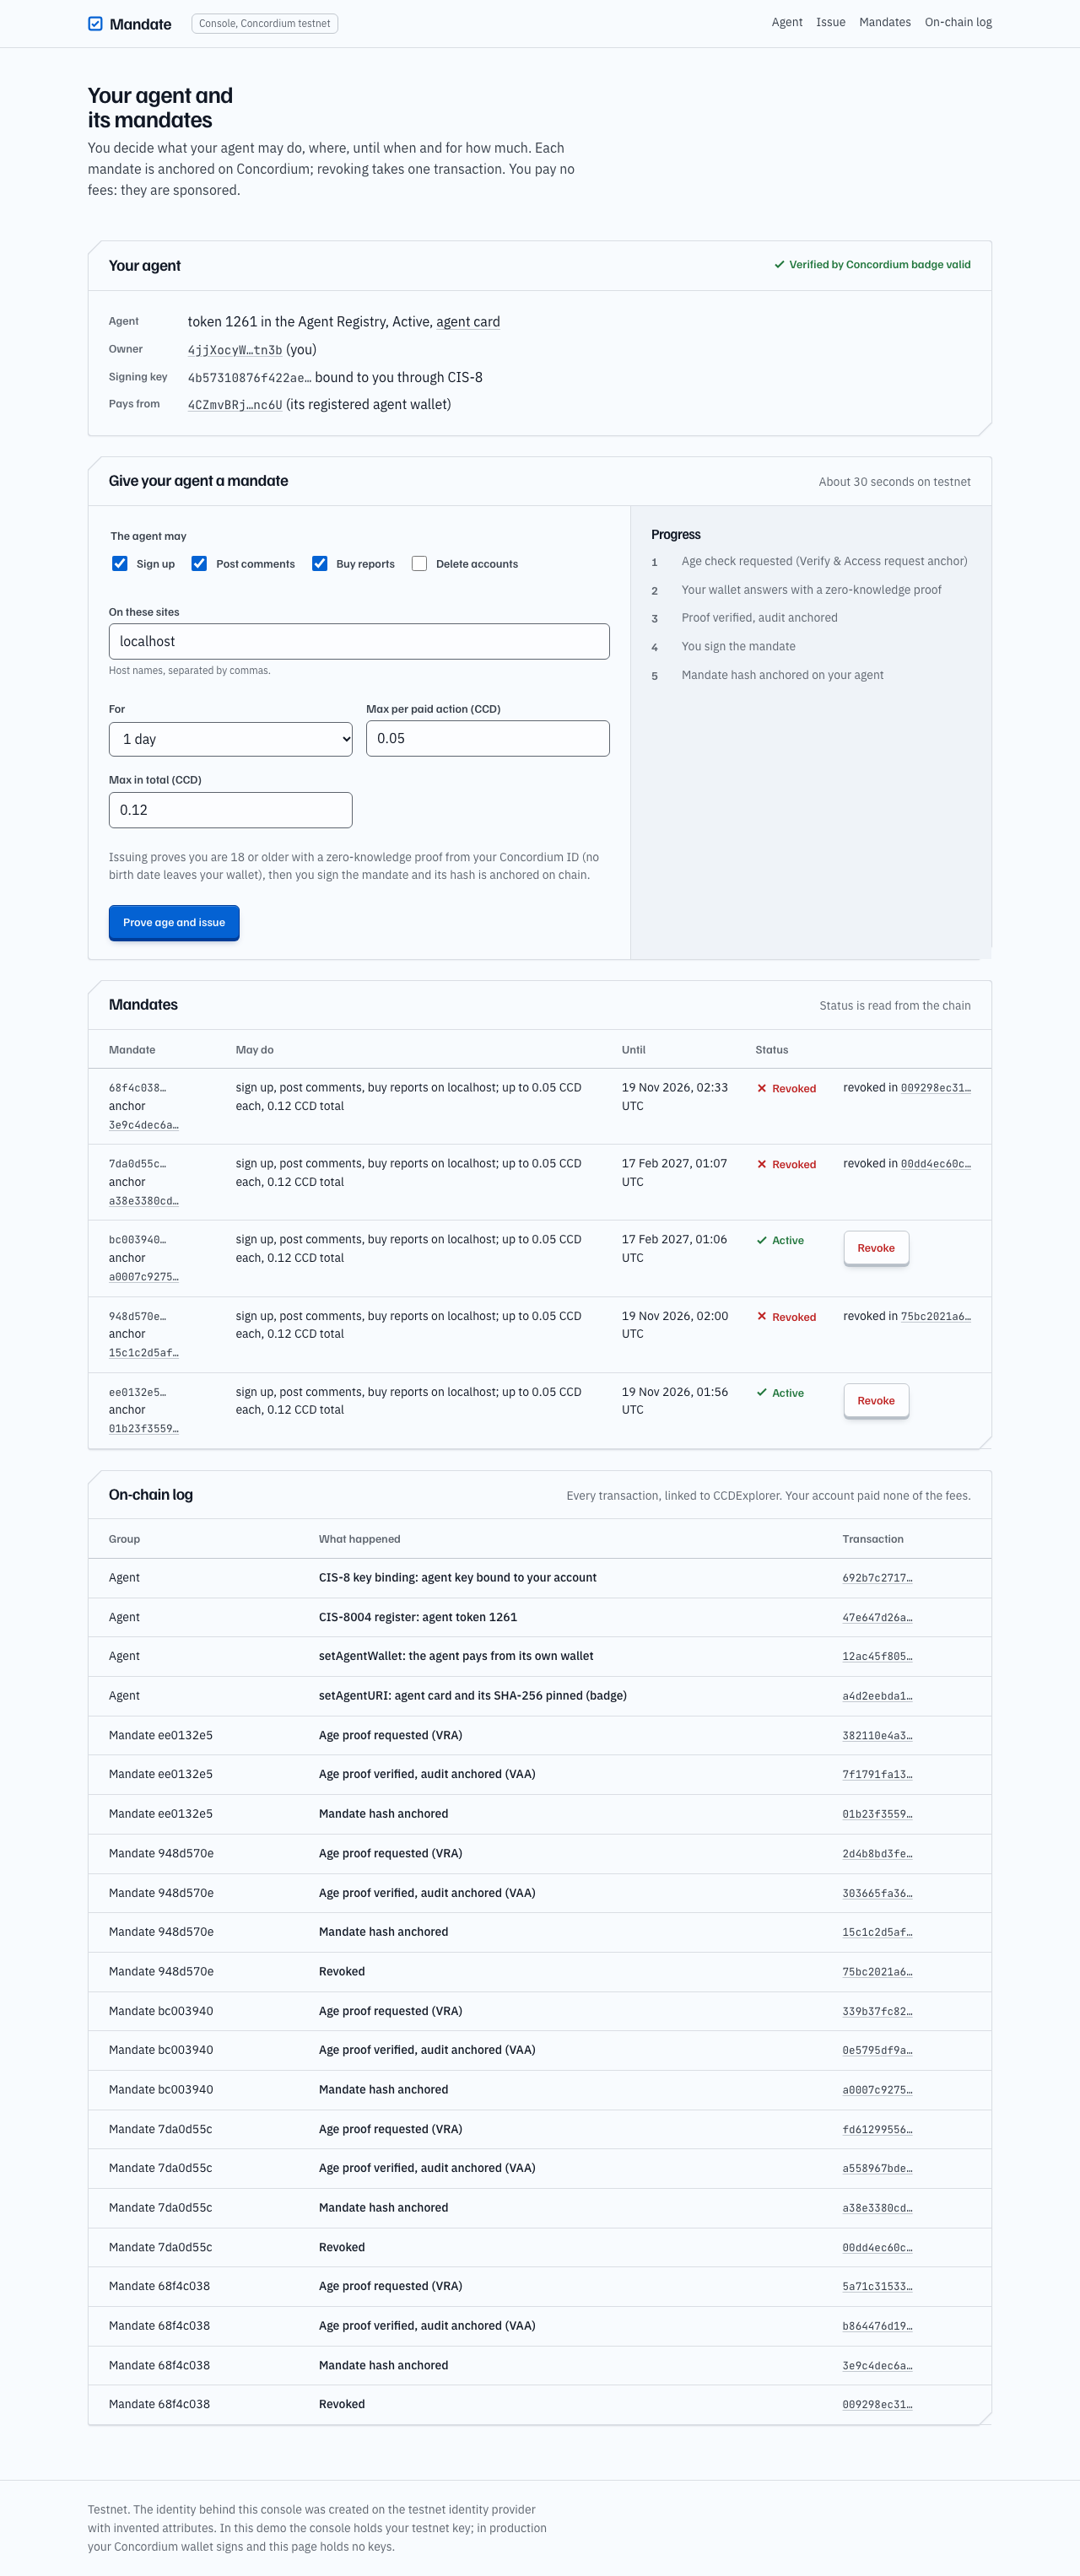 Mandate
Console, Concordium testnet
Agent Issue Mandates On-chain log
Your agent and
its mandates
You decide what your agent may do, where, until when and for how much. Each
mandate is anchored on Concordium; revoking takes one transaction. You pay no
fees: they are sponsored.
Your agent
Verified by Concordium badge valid
Agent token 1261 in the Agent Registry, Active, agent card
Owner 4jjXocyW…tn3b (you)
Signing key 4b57310876f422ae… bound to you through CIS-8
Pays from 4CZmvBRj…nc6U (its registered agent wallet)
Give your agent a mandate
About 30 seconds on testnet
The agent may
Sign up Post comments Buy reports Delete accounts
On these sites
localhost
Host names, separated by commas.
For
1 day
Max per paid action (CCD)
0.05
Max in total (CCD)
0.12
Issuing proves you are 18 or older with a zero-knowledge proof from your Concordium ID (no
birth date leaves your wallet), then you sign the mandate and its hash is anchored on chain.
Prove age and issue
Progress
1 Age check requested (Verify & Access request anchor)
2 Your wallet answers with a zero-knowledge proof
3 Proof verified, audit anchored
4 You sign the mandate
5 Mandate hash anchored on your agent
Mandates
Status is read from the chain
Mandate May do Until Status
68f4c038… sign up, post comments, buy reports on localhost; up to 0.05 CCD 19 Nov 2026, 02:33 Revoked revoked in 009298ec31…
anchor each, 0.12 CCD total UTC
3e9c4dec6a…
7da0d55c… sign up, post comments, buy reports on localhost; up to 0.05 CCD 17 Feb 2027, 01:07 Revoked revoked in 00dd4ec60c…
anchor each, 0.12 CCD total UTC
a38e3380cd…
bc003940… sign up, post comments, buy reports on localhost; up to 0.05 CCD 17 Feb 2027, 01:06 Active Revoke
anchor each, 0.12 CCD total UTC
a0007c9275…
948d570e… sign up, post comments, buy reports on localhost; up to 0.05 CCD 19 Nov 2026, 02:00 Revoked revoked in 75bc2021a6…
anchor each, 0.12 CCD total UTC
15c1c2d5af…
ee0132e5… sign up, post comments, buy reports on localhost; up to 0.05 CCD 19 Nov 2026, 01:56 Active Revoke
anchor each, 0.12 CCD total UTC
01b23f3559…
On-chain log
Every transaction, linked to CCDExplorer. Your account paid none of the fees.
Group What happened Transaction
Agent CIS-8 key binding: agent key bound to your account 692b7c2717…
Agent CIS-8004 register: agent token 1261 47e647d26a…
Agent setAgentWallet: the agent pays from its own wallet 12ac45f805…
Agent setAgentURI: agent card and its SHA-256 pinned (badge) a4d2eebda1…
Mandate ee0132e5 Age proof requested (VRA) 382110e4a3…
Mandate ee0132e5 Age proof verified, audit anchored (VAA) 7f1791fa13…
Mandate ee0132e5 Mandate hash anchored 01b23f3559…
Mandate 948d570e Age proof requested (VRA) 2d4b8bd3fe…
Mandate 948d570e Age proof verified, audit anchored (VAA) 303665fa36…
Mandate 948d570e Mandate hash anchored 15c1c2d5af…
Mandate 948d570e Revoked 75bc2021a6…
Mandate bc003940 Age proof requested (VRA) 339b37fc82…
Mandate bc003940 Age proof verified, audit anchored (VAA) 0e5795df9a…
Mandate bc003940 Mandate hash anchored a0007c9275…
Mandate 7da0d55c Age proof requested (VRA) fd61299556…
Mandate 7da0d55c Age proof verified, audit anchored (VAA) a558967bde…
Mandate 7da0d55c Mandate hash anchored a38e3380cd…
Mandate 7da0d55c Revoked 00dd4ec60c…
Mandate 68f4c038 Age proof requested (VRA) 5a71c31533…
Mandate 68f4c038 Age proof verified, audit anchored (VAA) b864476d19…
Mandate 68f4c038 Mandate hash anchored 3e9c4dec6a…
Mandate 68f4c038 Revoked 009298ec31…
Testnet. The identity behind this console was created on the testnet identity provider
with invented attributes. In this demo the console holds your testnet key; in production
your Concordium wallet signs and this page holds no keys.